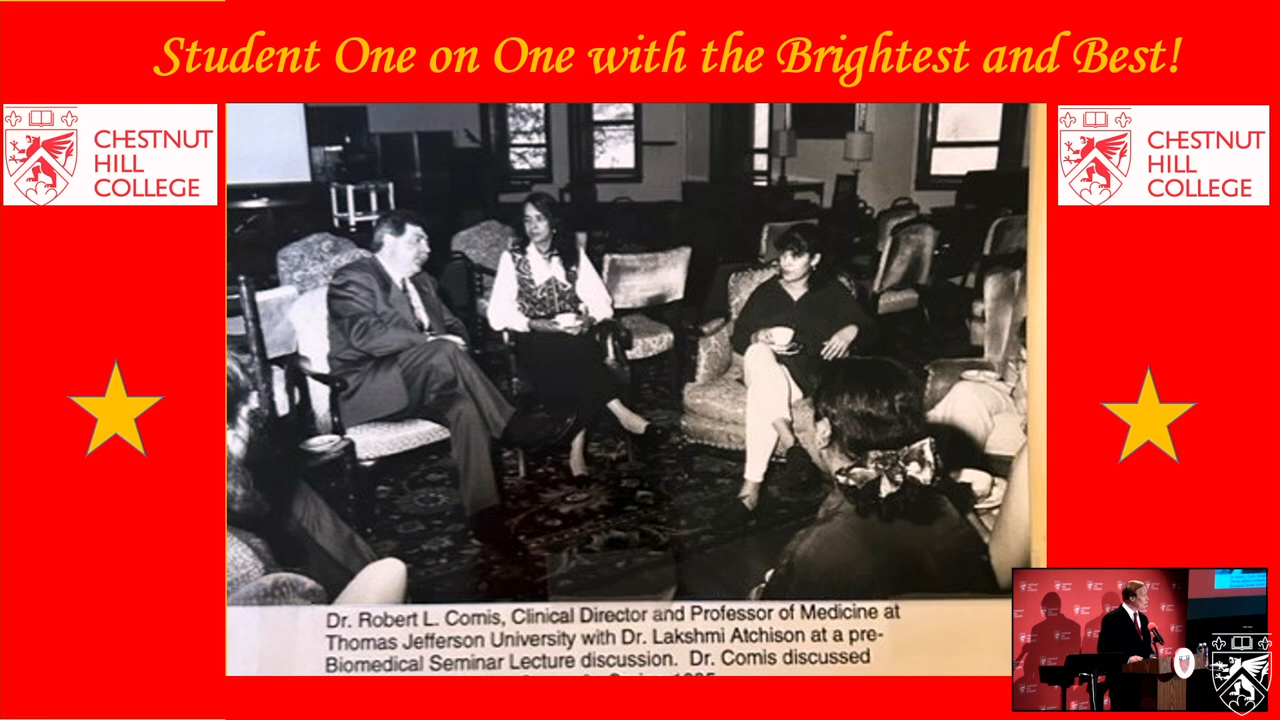 Student One on One with the Brightest and Best!
CHESTNUT
HILL
COLLEGE
CHESTNUT
HILL
COLLEGE
Dr. Robert L. Comis, Clinical Director and Professor of Medicine at
Thomas Jefferson University with Dr. Lakshmi Atchison at a pre-
Biomedical Seminar Lecture discussion. Dr. Comis discussed